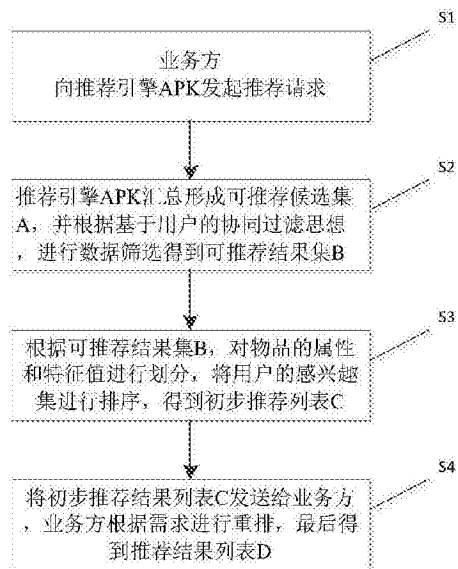 S1
业务方
向推荐引擎APK发起推荐请求
S2
推荐引擎APK汇总形成可推荐候选集
A，并根据基于用户的协同过滤思想
，进行数据筛选得到可推荐结果集B
S3
根据可推荐结果集B，对物品的属性
和特征值进行划分，将用户的感兴趣
集进行排序，得到初步推荐列表C
S4
将初步推荐结果列表C发送给业务方
，业务方根据需求进行重排，最后得
到推荐结果列表D